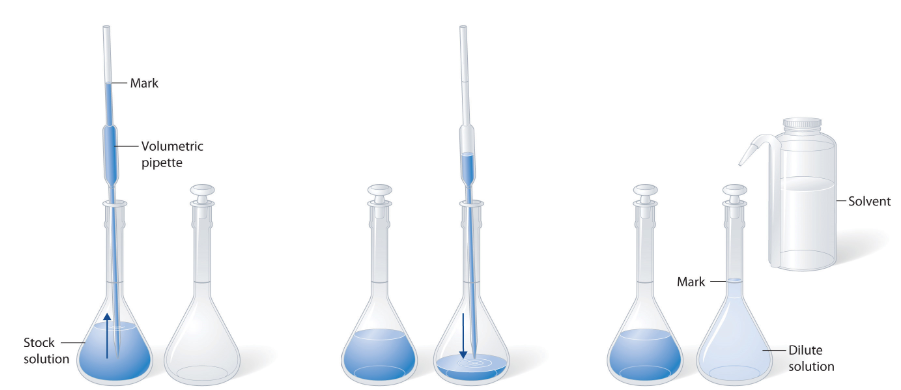 Mark
Volumetric
pipette
Stock
solution
Mark
Solvent
Dilute
solution